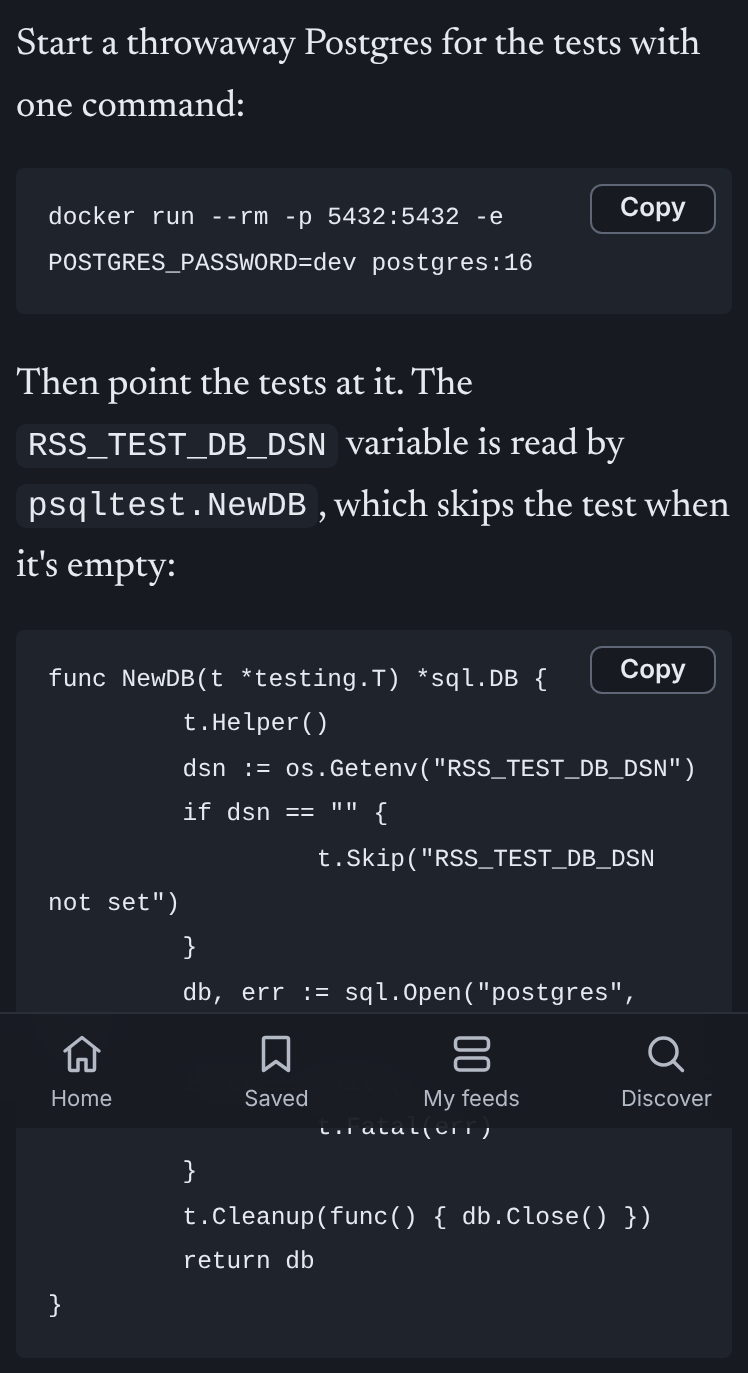 Start a throwaway Postgres for the tests with
one command:
Copy
docker run --rm -p 5432:5432 -e
POSTGRES_PASSWORD=dev postgres:16
Then point the tests at it. The
RSS_TEST_DB_DSN variable is read by
psqltest.NewDB, which skips the test when
it's empty:
Copy
func NewDB(t *testing.T) *sql.DB {
t.Helper()
dsn := os.Getenv("RSS_TEST_DB_DSN")
if dsn == "" {
t.Skip("RSS_TEST_DB_DSN
not set")
}
db, err := sql.Open("postgres",
Home
Saved
My feeds
Discover
t.Fatal(err)
}
t.Cleanup(func() { db.Close() })
return db
}